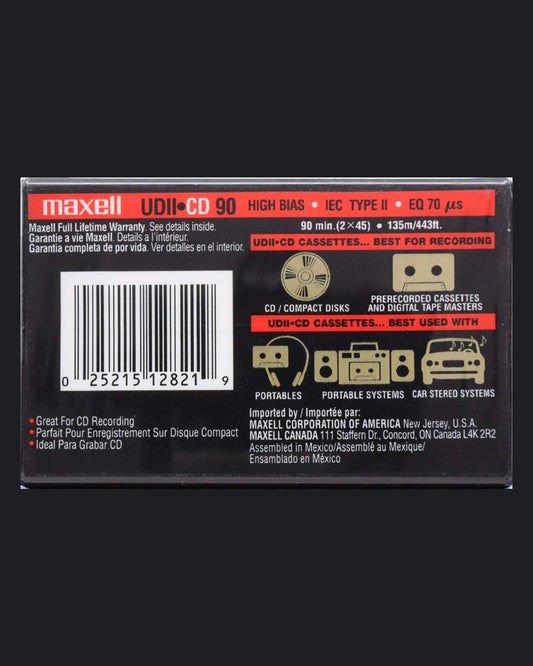 maxell UDII•CD 90 HIGH BIAS • IEC TYPE II • EQ 70 µs
Maxell Full Lifetime Warranty. See details inside.
Garantie a vie Maxell. Details a l'intérieur.
Garantia completa de por vida. Ver detalles en el interior.
90 min.(2×45) • 135m/443ft.
UDII•CD CASSETTES... BEST FOR RECORDING
CD / COMPACT DISKS
PRERECORDED CASSETTES
AND DIGITAL TAPE MASTERS
UDII•CD CASSETTES... BEST USED WITH
PORTABLES
PORTABLE SYSTEMS
CAR STEREO SYSTEMS
0 25215 12821 9
• Great For CD Recording
• Parfait Pour Enregistrement Sur Disque Compact
• Ideal Para Grabar CD
Imported by / Importée par:
MAXELL CORPORATION OF AMERICA New Jersey, U.S.A.
MAXELL CANADA 111 Staffern Dr., Concord, ON Canada L4K 2R2
Assembled in Mexico/Assemblé au Mexique/
Ensamblado en México